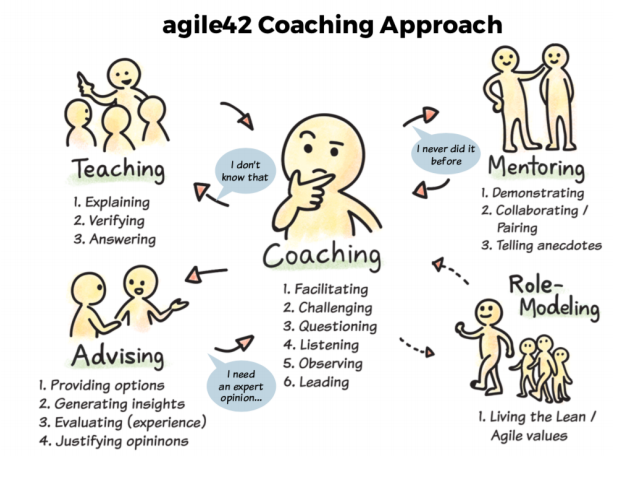 agile42 Coaching Approach
Teaching
1. Explaining
2. Verifying
3. Answering
I don't
know that
I never did it
before
Mentoring
1. Demonstrating
2. Collaborating /
Pairing
3. Telling anecdotes
Coaching
1. Facilitating
2. Challenging
3. Questioning
4. Listening
5. Observing
6. Leading
Advising
1. Providing options
2. Generating insights
3. Evaluating (experience)
4. Justifying opininons
I need
an expert
opinion...
Role-
Modeling
1. Living the Lean /
Agile values